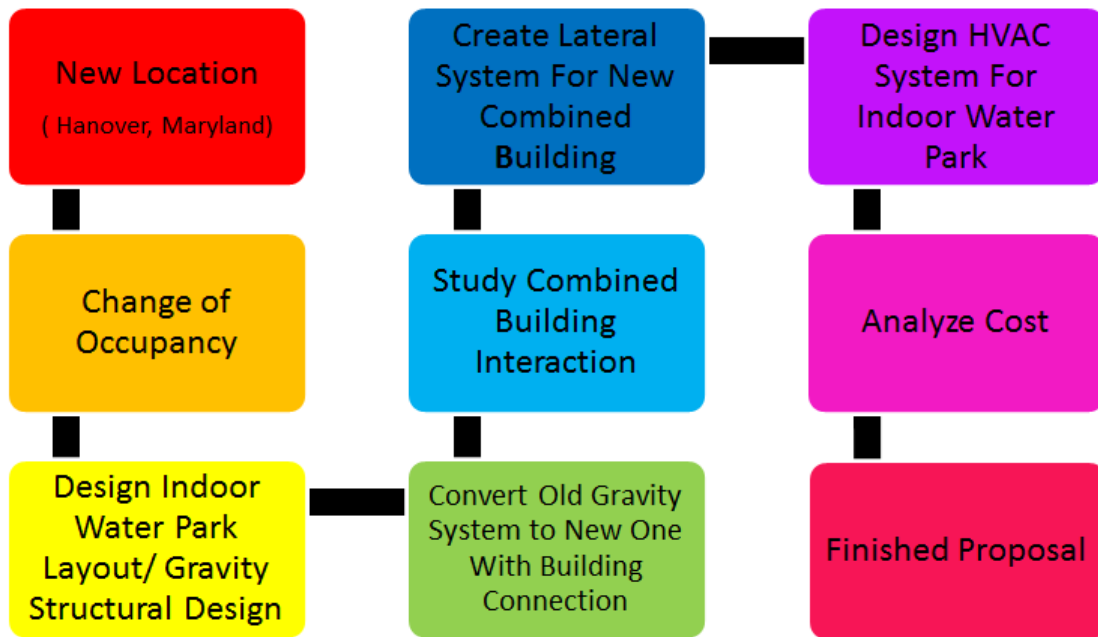 New Location
( Hanover, Maryland)
Change of
Occupancy
Design Indoor
Water Park
Layout/ Gravity
Structural Design
Convert Old Gravity
System to New One
With Building
Connection
Study Combined
Building
Interaction
Create Lateral
System For New
Combined
Building
Design HVAC
System For
Indoor Water
Park
Analyze Cost
Finished Proposal